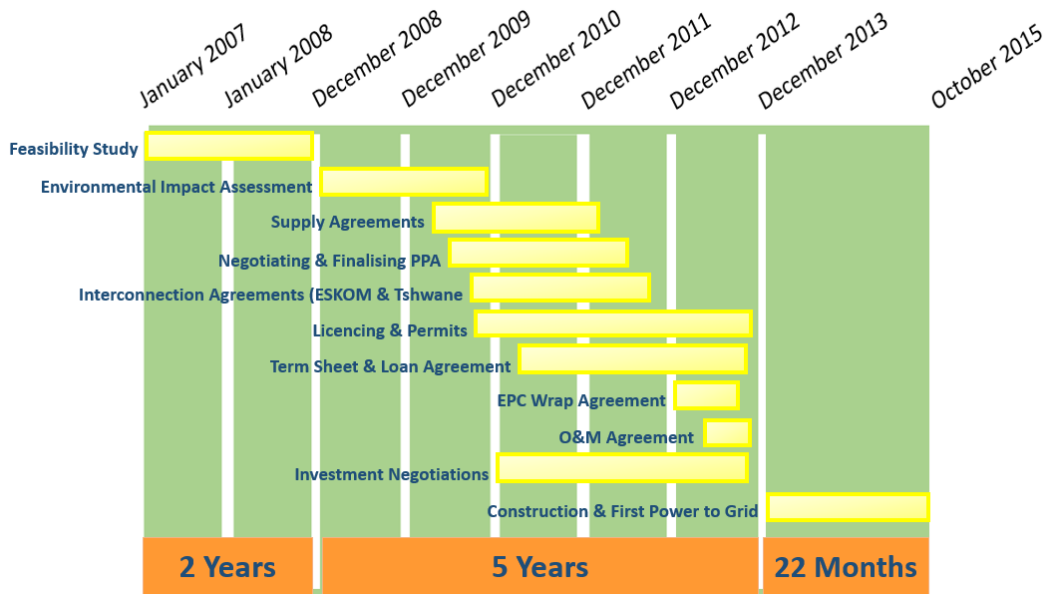 January 2007
January 2008
December 2008
December 2009
December 2010
December 2011
December 2012
December 2013
October 2015
Feasibility Study
Environmental Impact Assessment
Supply Agreements
Negotiating & Finalising PPA
Interconnection Agreements (ESKOM & Tshwane
Licencing & Permits
Term Sheet & Loan Agreement
EPC Wrap Agreement
O&M Agreement
Investment Negotiations
Construction & First Power to Grid
2 Years
5 Years
22 Months